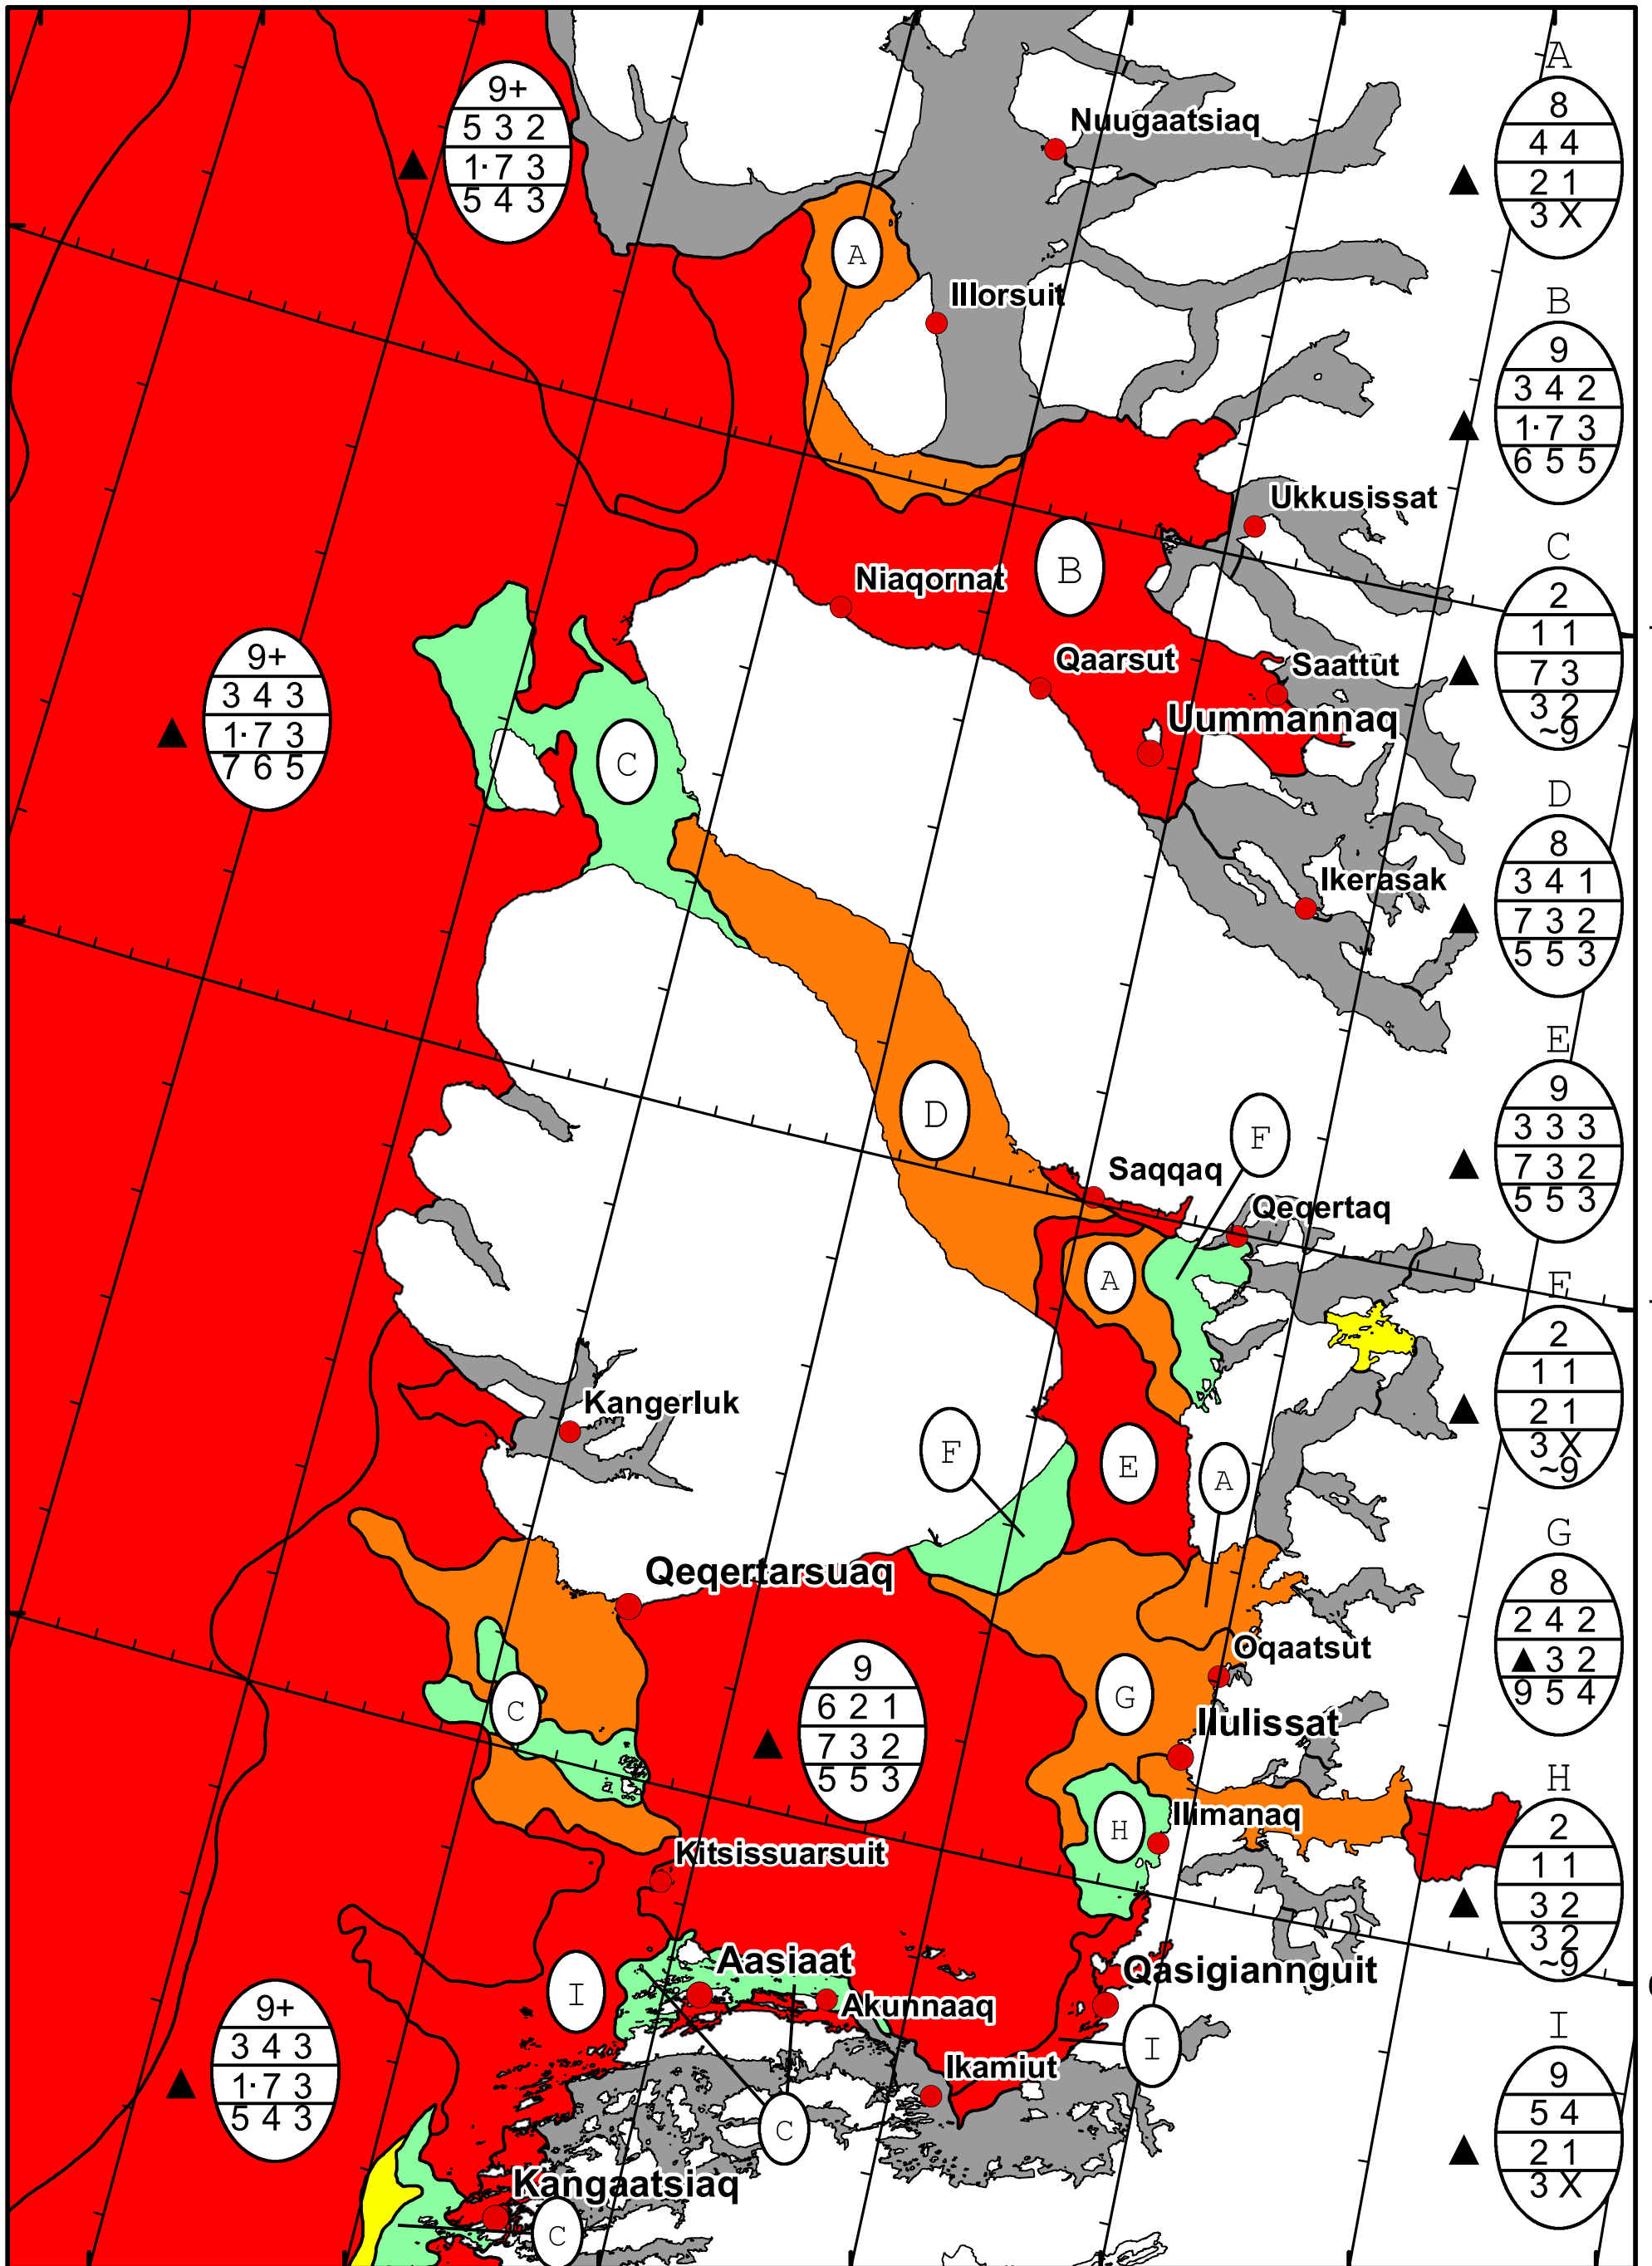 A
8
4 4
2 1
3 X
9+
5 3 2
1· 7 3
5 4 3
Nuugaatsiaq
A
Illorsuit
B
9
3 4 2
1· 7 3
6 5 5
Ukkusissat
B
Niaqornat
C
2
1 1
7 3
3 2
~9
Qaarsut
Saattut
Uummannaq
9+
3 4 3
1· 7 3
7 6 5
C
D
8
3 4 1
7 3 2
5 5 3
Ikerasak
D
E
9
3 3 3
7 3 2
5 5 3
F
Saqqaq
Qeqertaq
A
F
2
1 1
2 1
3 X
~9
Kangerluk
F
E
A
G
8
2 4 2
▲ 3 2
9 5 4
Qeqertarsuaq
Oqaatsut
9
6 2 1
7 3 2
5 5 3
G
C
Ilulissat
H
2
1 1
3 2
3 2
~9
H
Ilimanaq
Kitsissuarsuit
Aasiaat
Qasigiannguit
I
Akunnaaq
I
Ikamiut
9+
3 4 3
1· 7 3
5 4 3
I
9
5 4
2 1
3 X
C
Kangaatsiaq
C